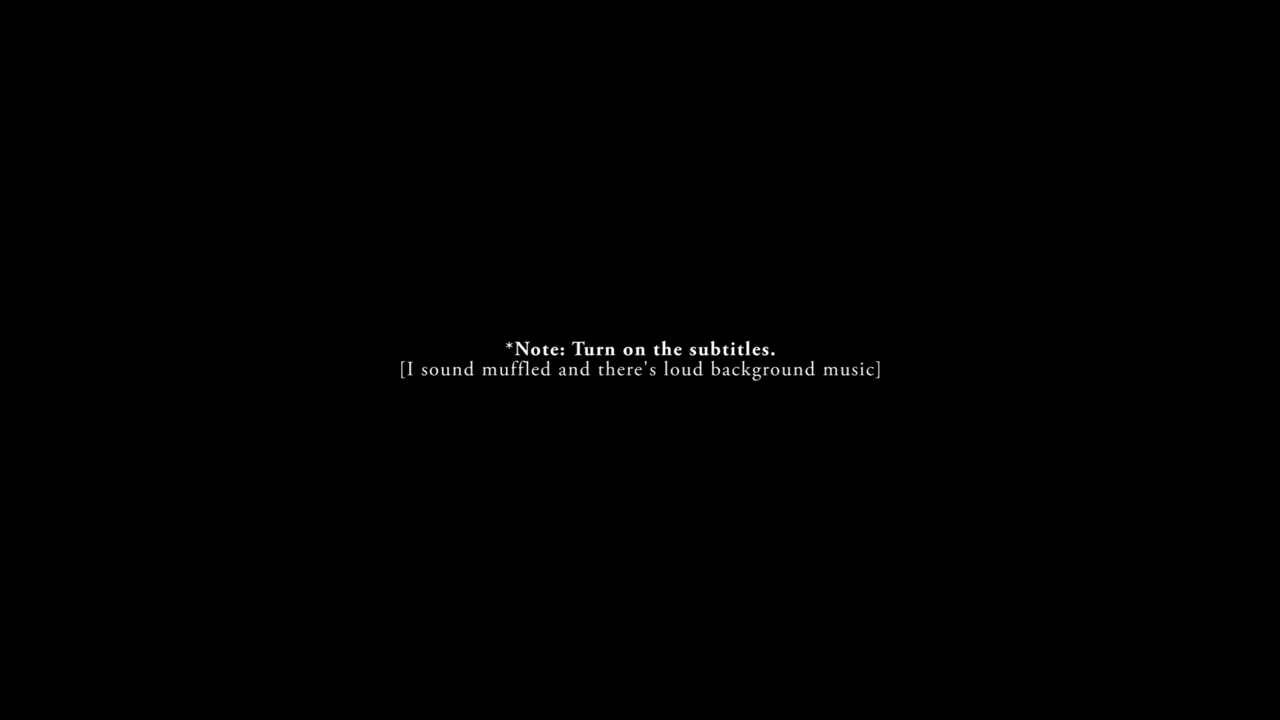 *Note: Turn on the subtitles.
[I sound muffled and there's loud background music]